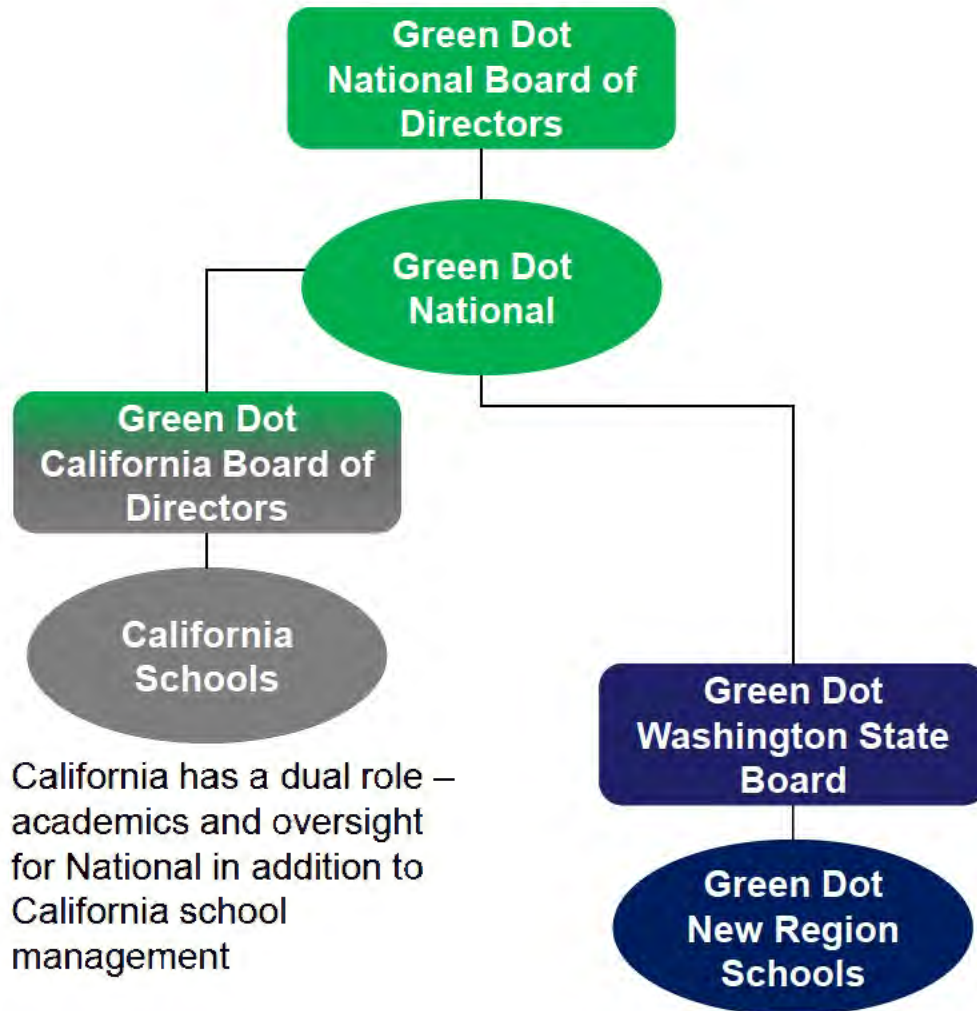 Green Dot
National Board of
Directors
Green Dot
National
Green Dot
California Board of
Directors
California
Schools
California has a dual role –
academics and oversight
for National in addition to
California school
management
Green Dot
Washington State
Board
Green Dot
New Region
Schools